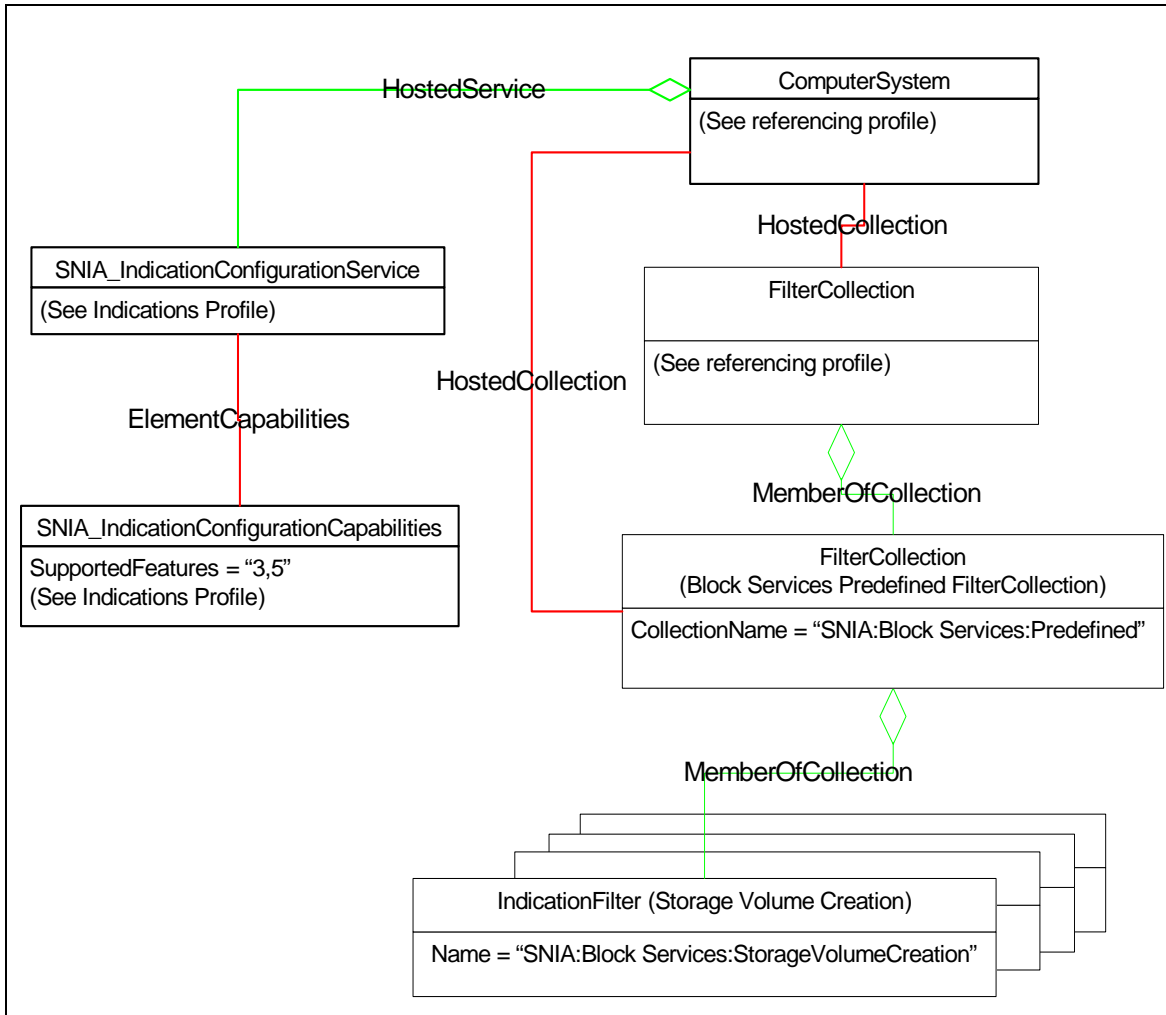 HostedService
ComputerSystem
(See referencing profile)
HostedCollection
SNIA_IndicationConfigurationService
(See Indications Profile)
FilterCollection
(See referencing profile)
HostedCollection
ElementCapabilities
MemberOfCollection
SNIA_IndicationConfigurationCapabilities
SupportedFeatures = “3,5”
(See Indications Profile)
FilterCollection
(Block Services Predefined FilterCollection)
CollectionName = “SNIA:Block Services:Predefined”
MemberOfCollection
IndicationFilter (Storage Volume Creation)
Name = “SNIA:Block Services:StorageVolumeCreation”